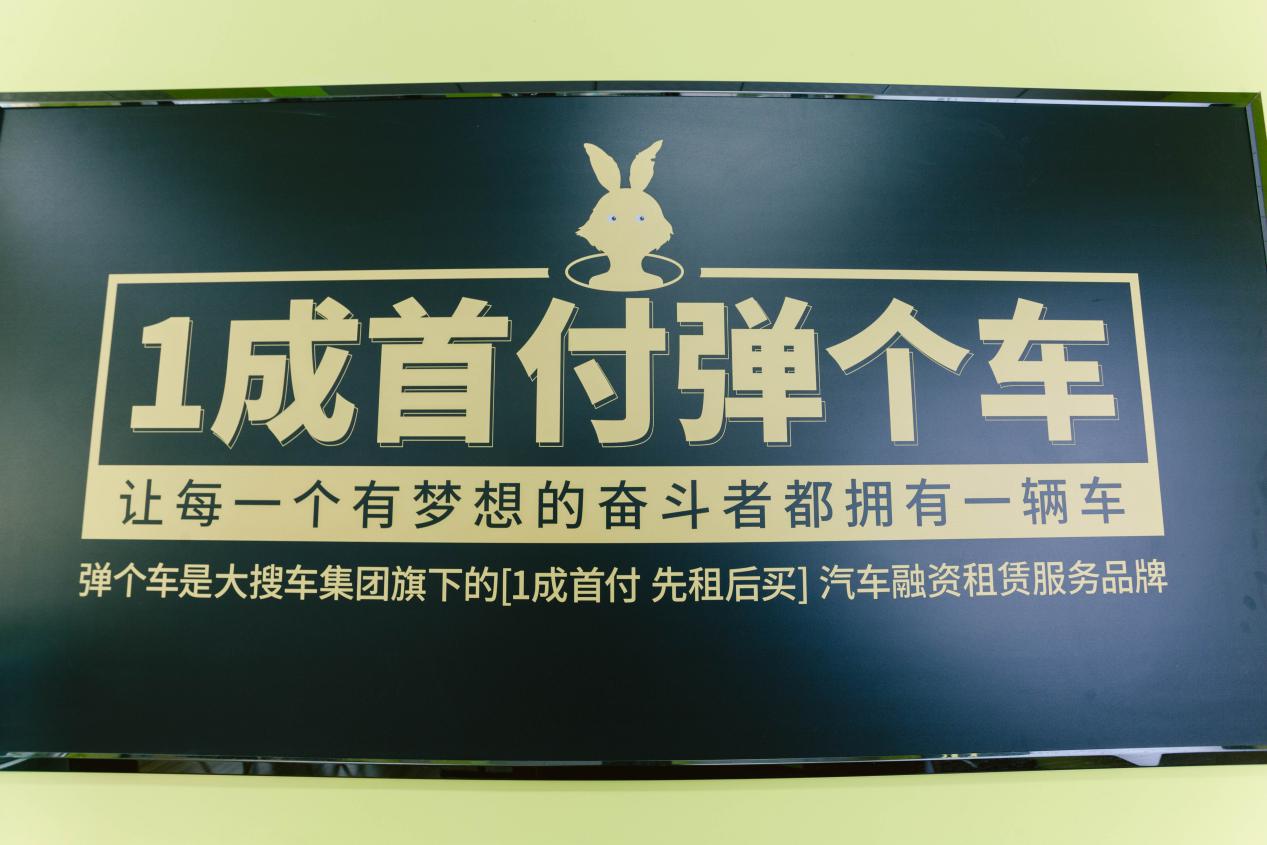 1成首付弹个车
让每一个有梦想的奋斗者都拥有一辆车
弹个车是大搜车集团旗下的[1成首付 先租后买] 汽车融资租赁服务品牌